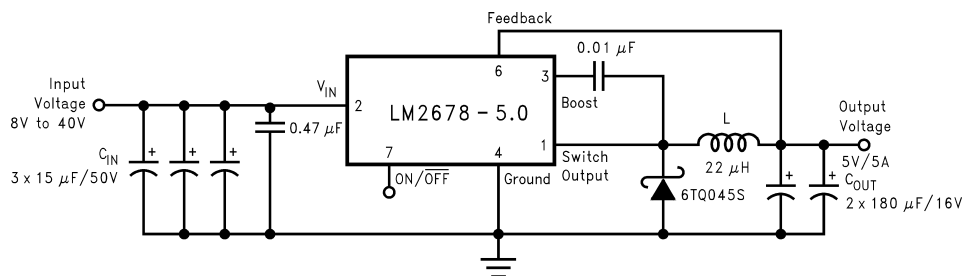 Feedback
0.01 μF
Input
Voltage
8V to 40V
V_IN
2
6
3
Boost
LM2678 – 5.0
0.47 μF
C_IN
3 x 15 μF/50V
+
+
+
7
4
1
ON/O̅F̅F̅
Ground
Switch
Output
L
22 μH
6TQ045S
Output
Voltage
5V/5A
+
+
C_OUT
2 x 180 μF/16V